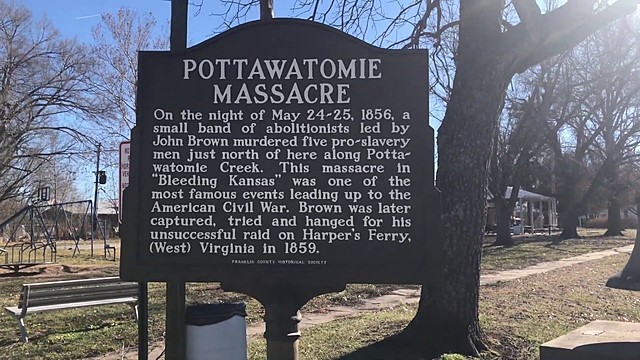 POTTAWATOMIE
MASSACRE
On the night of May 24-25, 1856, a
small band of abolitionists led by
John Brown murdered five pro-slavery
men just north of here along Potta-
watomie Creek. This massacre in
"Bleeding Kansas" was one of the
most famous events leading up to the
American Civil War. Brown was later
captured, tried and hanged for his
unsuccessful raid on Harper's Ferry,
(West) Virginia in 1859.
FRANKLIN COUNTY HISTORICAL SOCIETY